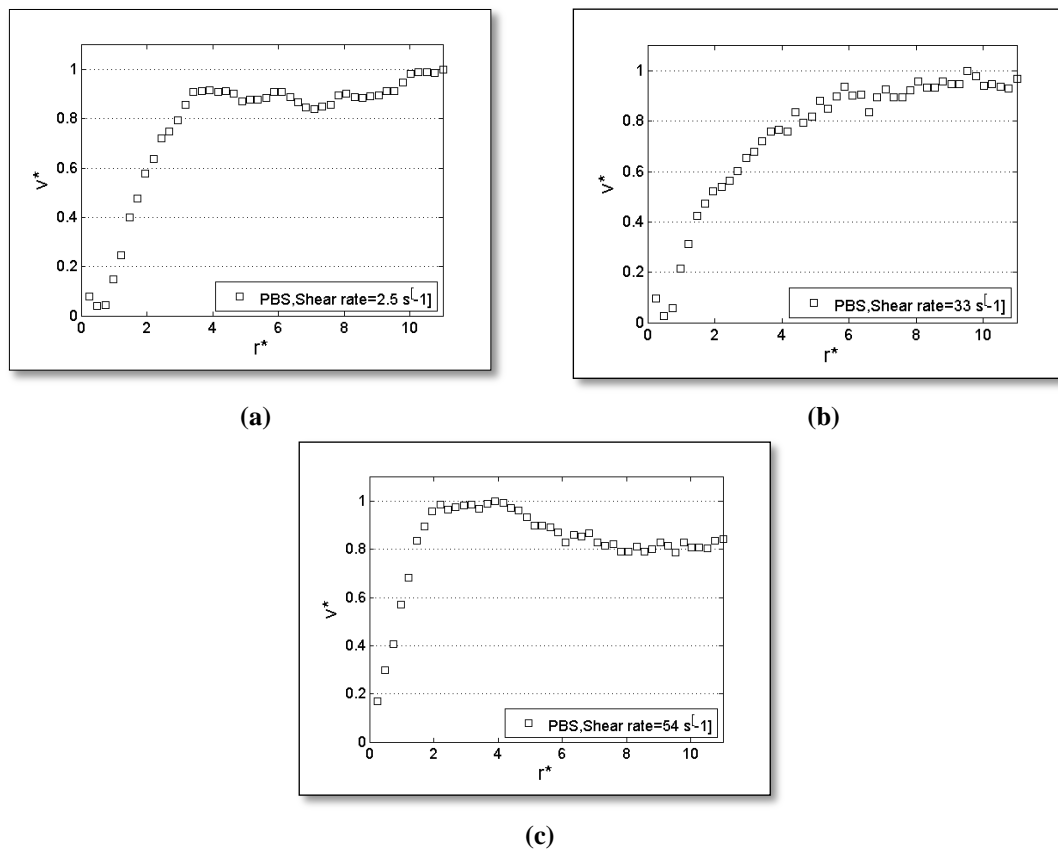 1
0.8
0.6
0.4
0.2
0
v*
0 2 4 6 8 10
r*
PBS,Shear rate=2.5 s[-1]
(a)
1
0.8
0.6
0.4
0.2
0
v*
0 2 4 6 8 10
r*
PBS,Shear rate=33 s[-1]
(b)
1
0.8
0.6
0.4
0.2
0
v*
0 2 4 6 8 10
r*
PBS,Shear rate=54 s[-1]
(c)